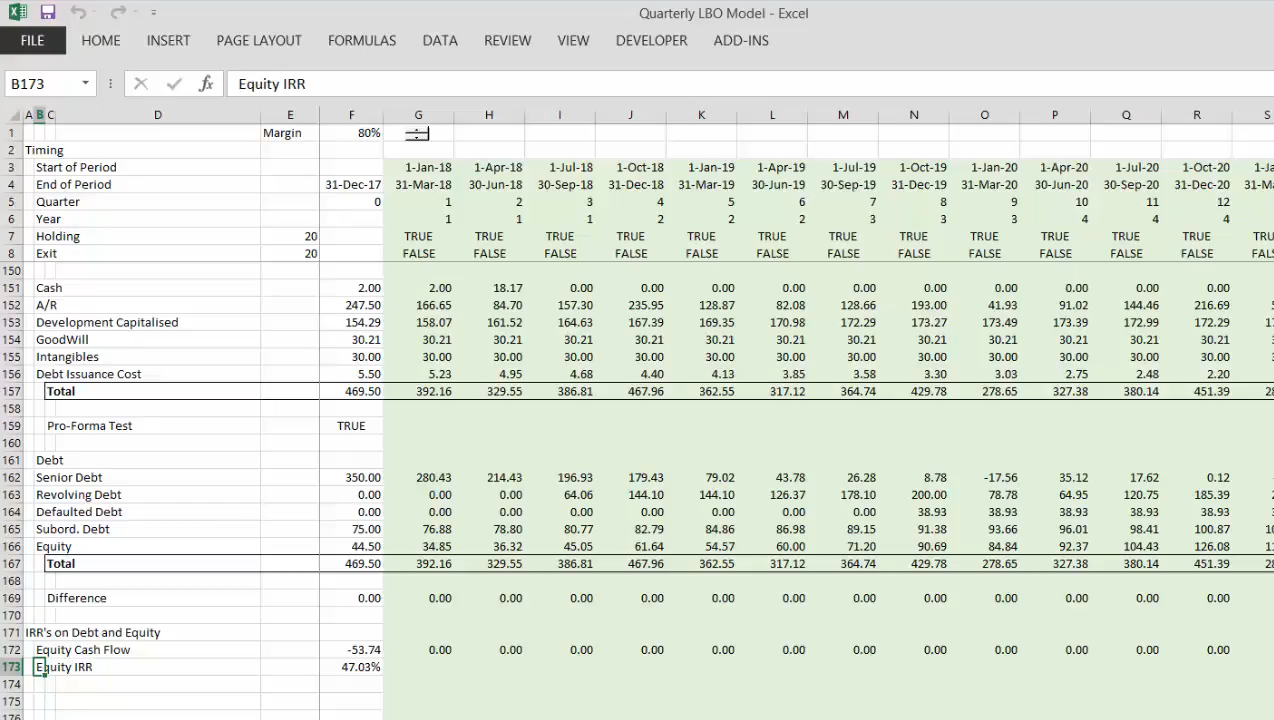 Quarterly LBO Model - Excel
FILE HOME INSERT PAGE LAYOUT FORMULAS DATA REVIEW VIEW DEVELOPER ADD-INS
B173 fx Equity IRR
A B C D E F G H I J K L M N O P Q R S
1 Margin 80%
2 Timing
3 Start of Period 1-Jan-18 1-Apr-18 1-Jul-18 1-Oct-18 1-Jan-19 1-Apr-19 1-Jul-19 1-Oct-19 1-Jan-20 1-Apr-20 1-Jul-20 1-Oct-20 1-Ja
4 End of Period 31-Dec-17 31-Mar-18 30-Jun-18 30-Sep-18 31-Dec-18 31-Mar-19 30-Jun-19 30-Sep-19 31-Dec-19 31-Mar-20 30-Jun-20 30-Sep-20 31-Dec-20 31-M
5 Quarter 0 1 2 3 4 5 6 7 8 9 10 11 12
6 Year 1 1 1 2 2 2 3 3 3 4 4 4
7 Holding 20 TRUE TRUE TRUE TRUE TRUE TRUE TRUE TRUE TRUE TRUE TRUE TRUE TRU
8 Exit 20 FALSE FALSE FALSE FALSE FALSE FALSE FALSE FALSE FALSE FALSE FALSE FALSE FALS
150
151 Cash 2.00 2.00 18.17 0.00 0.00 0.00 0.00 0.00 0.00 0.00 0.00 0.00 0.00
152 A/R 247.50 166.65 84.70 157.30 235.95 128.87 82.08 128.66 193.00 41.93 91.02 144.46 216.69 5
153 Development Capitalised 154.29 158.07 161.52 164.63 167.39 169.35 170.98 172.29 173.27 173.49 173.39 172.99 172.29 17
154 GoodWill 30.21 30.21 30.21 30.21 30.21 30.21 30.21 30.21 30.21 30.21 30.21 30.21 30.21 3
155 Intangibles 30.00 30.00 30.00 30.00 30.00 30.00 30.00 30.00 30.00 30.00 30.00 30.00 30.00 3
156 Debt Issuance Cost 5.50 5.23 4.95 4.68 4.40 4.13 3.85 3.58 3.30 3.03 2.75 2.48 2.20
157 Total 469.50 392.16 329.55 386.81 467.96 362.55 317.12 364.74 429.78 278.65 327.38 380.14 451.39 28
158
159 Pro-Forma Test TRUE
160
161 Debt
162 Senior Debt 350.00 280.43 214.43 196.93 179.43 79.02 43.78 26.28 8.78 -17.56 35.12 17.62 0.12 -
163 Revolving Debt 0.00 0.00 0.00 64.06 144.10 144.10 126.37 178.10 200.00 78.78 64.95 120.75 185.39 2
164 Defaulted Debt 0.00 0.00 0.00 0.00 0.00 0.00 0.00 0.00 38.93 38.93 38.93 38.93 38.93 3
165 Subord. Debt 75.00 76.88 78.80 80.77 82.79 84.86 86.98 89.15 91.38 93.66 96.01 98.41 100.87 10
166 Equity 44.50 34.85 36.32 45.05 61.64 54.57 60.00 71.20 90.69 84.84 92.37 104.43 126.08 1
167 Total 469.50 392.16 329.55 386.81 467.96 362.55 317.12 364.74 429.78 278.65 327.38 380.14 451.39 28
168
169 Difference 0.00 0.00 0.00 0.00 0.00 0.00 0.00 0.00 0.00 0.00 0.00 0.00 0.00
170
171 IRR's on Debt and Equity
172 Equity Cash Flow -53.74 0.00 0.00 0.00 0.00 0.00 0.00 0.00 0.00 0.00 0.00 0.00 0.00
173 Equity IRR 47.03%
174
175
176